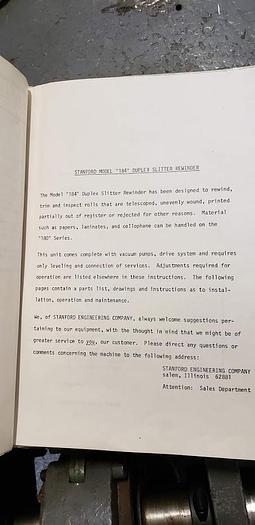 STANFORD MODEL "184" DUPLEX SLITTER REWINDER
The Model "184" Duplex Slitter Rewinder has been designed to rewind,
trim and inspect rolls that are telescoped, unevenly wound, printed
partially out of register or rejected for other reasons. Material
such as papers, laminates, and cellophane can be handled on the
"180" Series.
This unit comes complete with vacuum pumps, drive system and requires
only leveling and connection of services. Adjustments required for
operation are listed elsewhere in these instructions. The following
pages contain a parts list, drawings and instructions as to instal-
lation, operation and maintenance.
We, of STANFORD ENGINEERING COMPANY, always welcome suggestions per-
taining to our equipment, with the thought in mind that we might be of
greater service to you, our customer. Please direct any questions or
comments concerning the machine to the following address:
STANFORD ENGINEERING COMPANY
salem, Illinois 62881
Attention: Sales Department